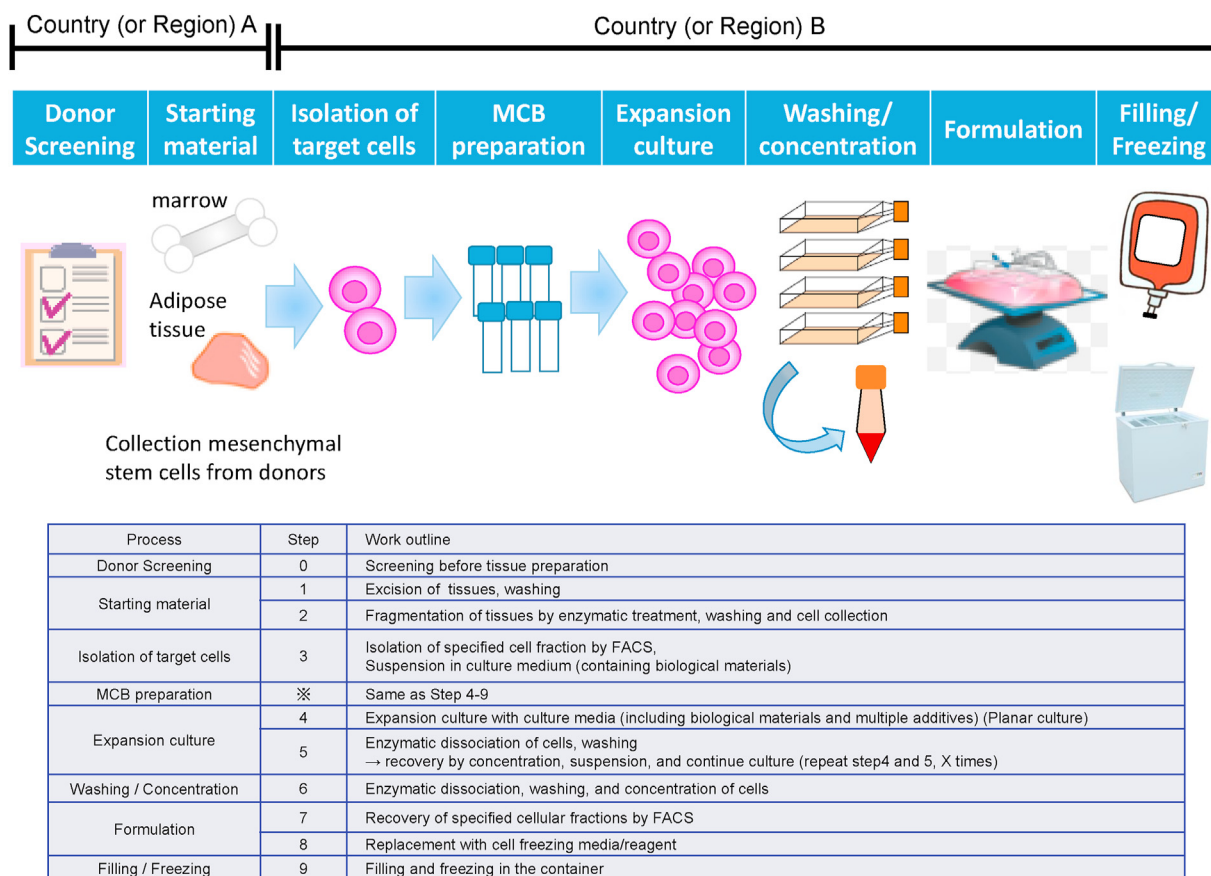 Country (or Region) A
Country (or Region) B
Donor
Screening
Starting
material
Isolation of
target cells
MCB
preparation
Expansion
culture
Washing/
concentration
Formulation
Filling/
Freezing
marrow
Adipose
tissue
Collection mesenchymal
stem cells from donors
Process Step Work outline
Donor Screening 0 Screening before tissue preparation
Starting material
1 Excision of tissues, washing
2 Fragmentation of tissues by enzymatic treatment, washing and cell collection
Isolation of target cells 3
Isolation of specified cell fraction by FACS,
Suspension in culture medium (containing biological materials)
MCB preparation ※ Same as Step 4-9
Expansion culture
4 Expansion culture with culture media (including biological materials and multiple additives) (Planar culture)
5
Enzymatic dissociation of cells, washing
→ recovery by concentration, suspension, and continue culture (repeat step4 and 5, X times)
Washing / Concentration 6 Enzymatic dissociation, washing, and concentration of cells
Formulation
7 Recovery of specified cellular fractions by FACS
8 Replacement with cell freezing media/reagent
Filling / Freezing 9 Filling and freezing in the container